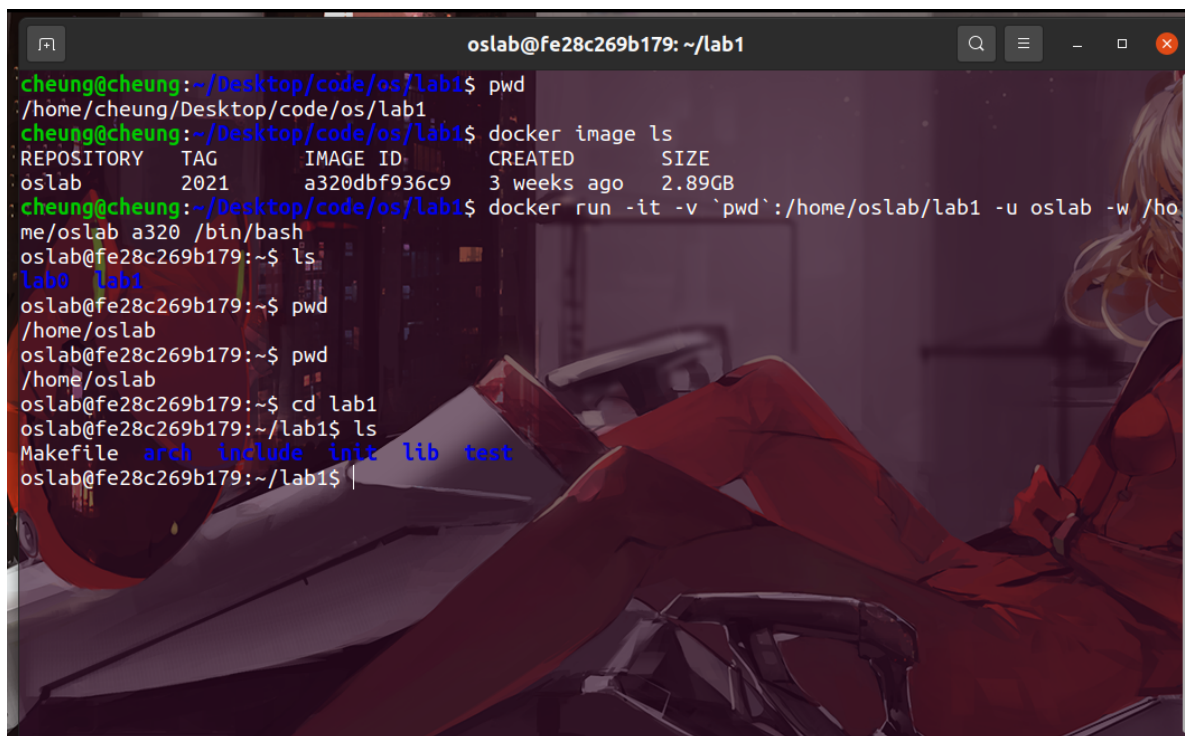 oslab@fe28c269b179: ~/lab1
cheung@cheung:~/Desktop/code/os/lab1$ pwd
/home/cheung/Desktop/code/os/lab1
cheung@cheung:~/Desktop/code/os/lab1$ docker image ls
REPOSITORY   TAG       IMAGE ID       CREATED       SIZE
oslab        2021      a320dbf936c9   3 weeks ago   2.89GB
cheung@cheung:~/Desktop/code/os/lab1$ docker run -it -v `pwd`:/home/oslab/lab1 -u oslab -w /ho
me/oslab a320 /bin/bash
oslab@fe28c269b179:~$ ls
lab0  lab1
oslab@fe28c269b179:~$ pwd
/home/oslab
oslab@fe28c269b179:~$ pwd
/home/oslab
oslab@fe28c269b179:~$ cd lab1
oslab@fe28c269b179:~/lab1$ ls
Makefile  arch  include  init  lib  test
oslab@fe28c269b179:~/lab1$